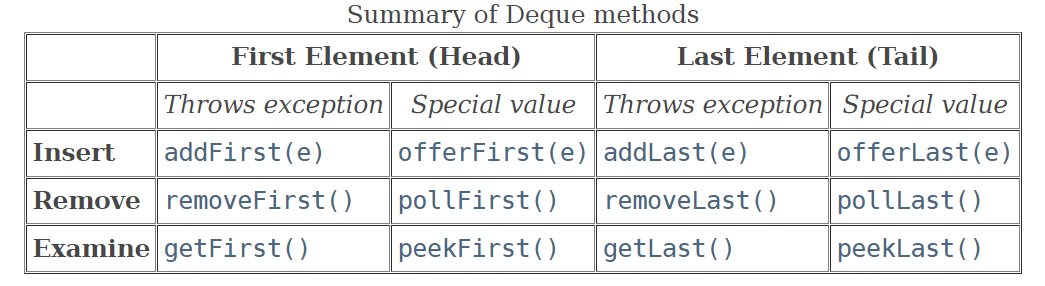 Summary of Deque methods
First Element (Head) Last Element (Tail)
Throws exception Special value Throws exception Special value
Insert addFirst(e) offerFirst(e) addLast(e) offerLast(e)
Remove removeFirst() pollFirst() removeLast() pollLast()
Examine getFirst() peekFirst() getLast() peekLast()